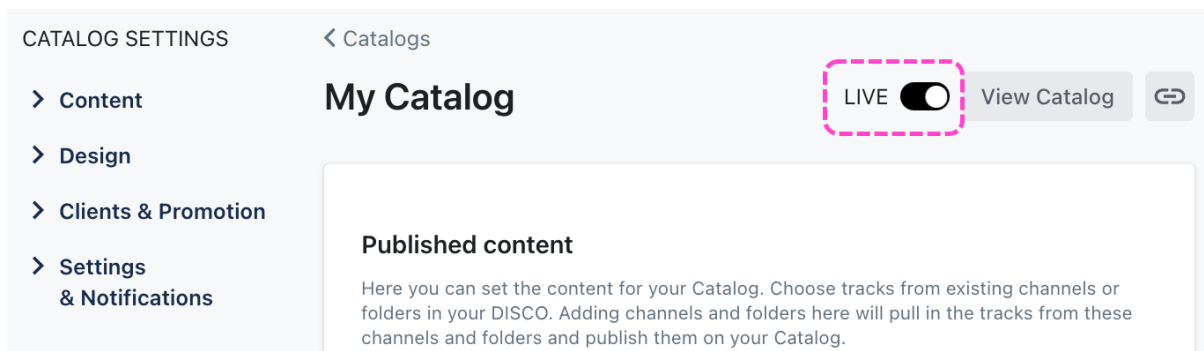 CATALOG SETTINGS
Content
Design
Clients & Promotion
Settings
& Notifications
Catalogs
My Catalog
LIVE
View Catalog
Published content
Here you can set the content for your Catalog. Choose tracks from existing channels or
folders in your DISCO. Adding channels and folders here will pull in the tracks from these
channels and folders and publish them on your Catalog.